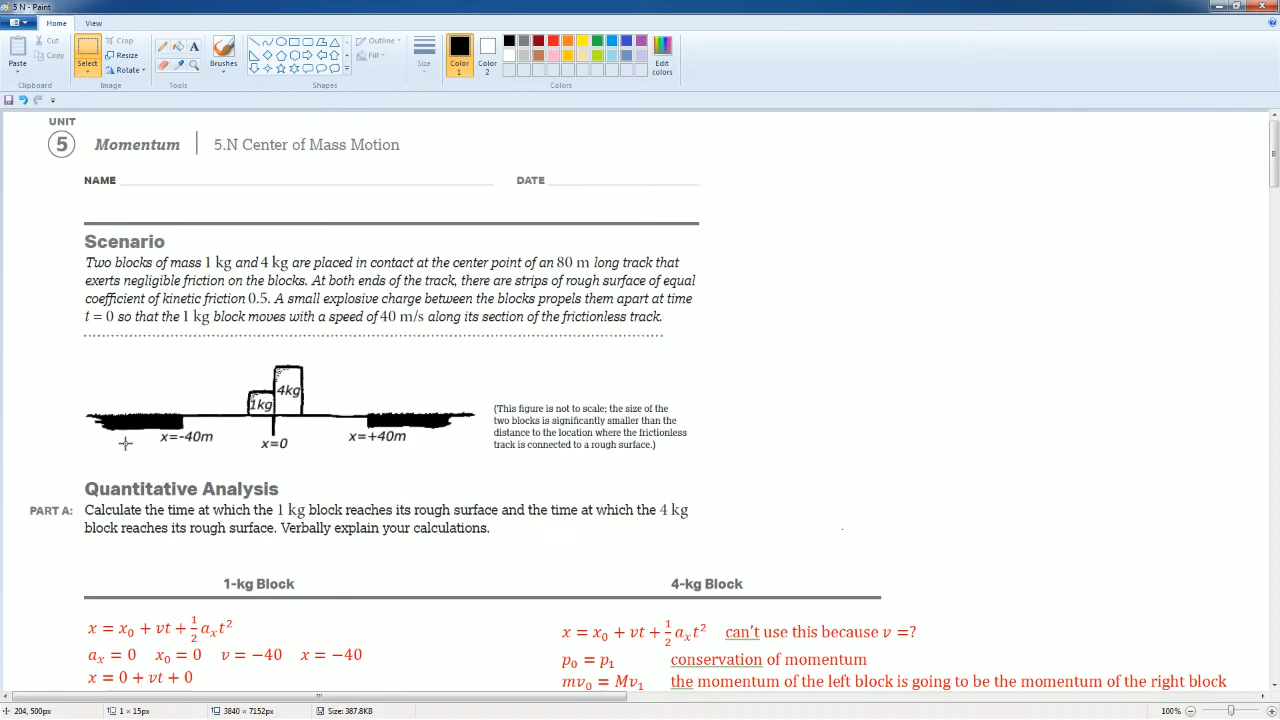 5 N - Paint
Home View
Paste
Cut
Copy
Clipboard
Select
Crop
Resize
Rotate
Image
A
Tools
Brushes
Outline
Fill
Shapes
Size
Color 1
Color 2
Edit colors
Colors
UNIT
5 Momentum | 5.N Center of Mass Motion
NAME DATE
Scenario
Two blocks of mass 1 kg and 4 kg are placed in contact at the center point of an 80 m long track that
exerts negligible friction on the blocks. At both ends of the track, there are strips of rough surface of equal
coefficient of kinetic friction 0.5. A small explosive charge between the blocks propels them apart at time
t = 0 so that the 1 kg block moves with a speed of 40 m/s along its section of the frictionless track.
1kg 4kg
x=-40m x=0 x=+40m
(This figure is not to scale; the size of the
two blocks is significantly smaller than the
distance to the location where the frictionless
track is connected to a rough surface.)
Quantitative Analysis
PART A: Calculate the time at which the 1 kg block reaches its rough surface and the time at which the 4 kg
block reaches its rough surface. Verbally explain your calculations.
1-kg Block 4-kg Block
x = x₀ + vt + ½ aₓt²
aₓ = 0 x₀ = 0 v = −40 x = −40
x = 0 + vt + 0
x = x₀ + vt + ½ aₓt² can't use this because v =?
p₀ = p₁ conservation of momentum
mv₀ = Mv₁ the momentum of the left block is going to be the momentum of the right block
204, 500px 1 × 15px 3840 × 7152px Size: 387.8KB 100%